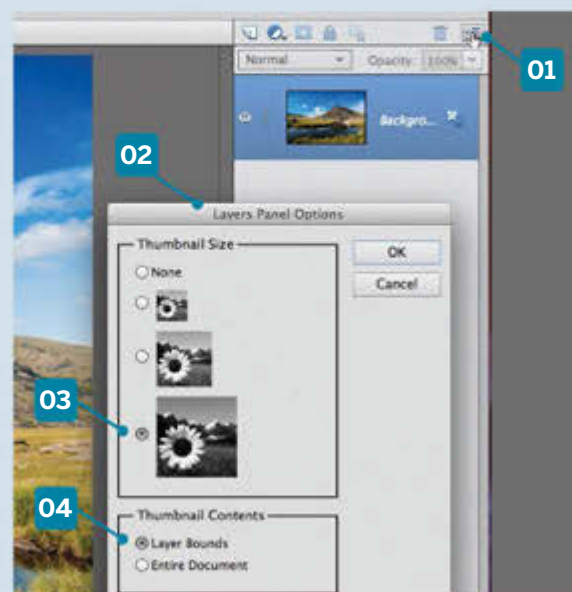 01
Normal Opacity: 100%
Backgro...
02
Layers Panel Options
Thumbnail Size
OK
None
Cancel
03
04
Thumbnail Contents
Layer Bounds
Entire Document